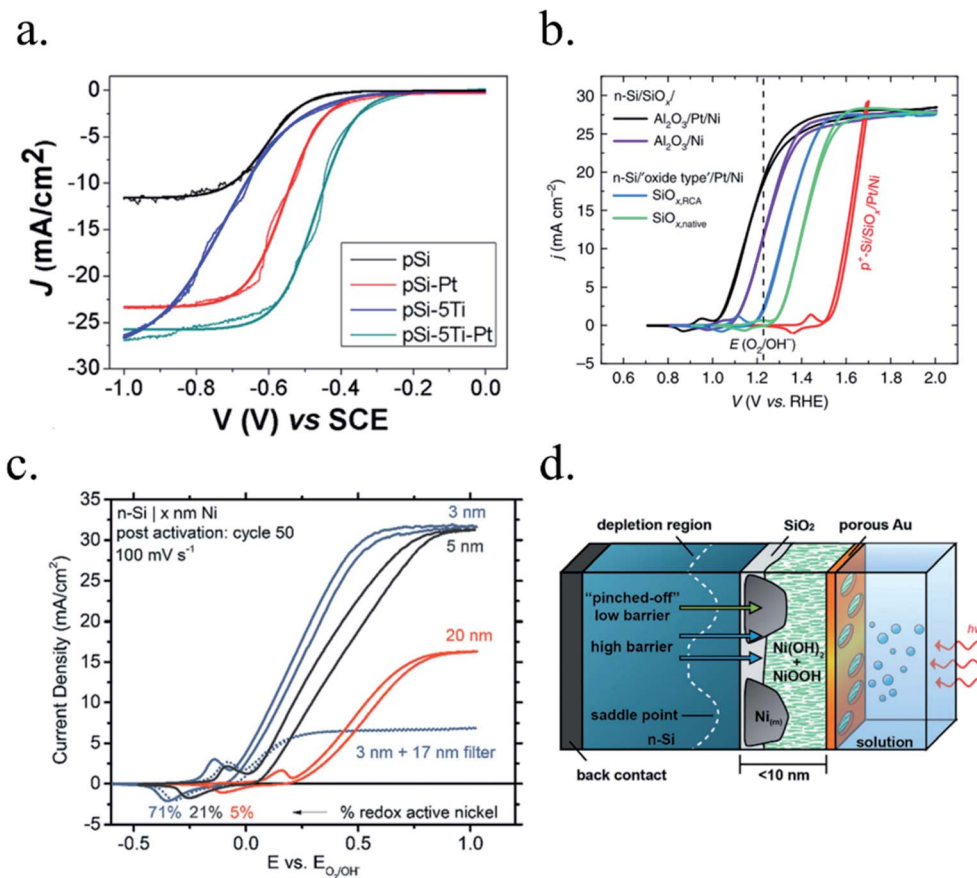 a.
0
-5
-10
-15
-20
-25
-30
J (mA/cm²)
pSi
pSi-Pt
pSi-5Ti
pSi-5Ti-Pt
-1.0
-0.8
-0.6
-0.4
-0.2
0.0
V (V) vs SCE
b.
30
25
20
15
10
5
0
-5
j (mA cm⁻²)
n-Si/SiOₓ/
Al₂O₃/Pt/Ni
Al₂O₃/Ni
n-Si/'oxide type'/Pt/Ni
SiOₓ,RCA
SiOₓ,native
p⁺-Si/SiOₓ/Pt/Ni
E (O₂/OH⁻)
0.6
0.8
1.0
1.2
1.4
1.6
1.8
2.0
V (V vs. RHE)
c.
35
30
25
20
15
10
5
0
-5
Current Density (mA/cm²)
n-Si | x nm Ni
post activation: cycle 50
100 mV s⁻¹
3 nm
5 nm
20 nm
3 nm + 17 nm filter
71% 21% 5% % redox active nickel
-0.5
0.0
0.5
1.0
E vs. E O₂/OH⁻
d.
depletion region
SiO₂
porous Au
"pinched-off"
low barrier
high barrier
Ni(OH)₂
+
NiOOH
hν
saddle point
Ni(m)
n-Si
solution
back contact
<10 nm